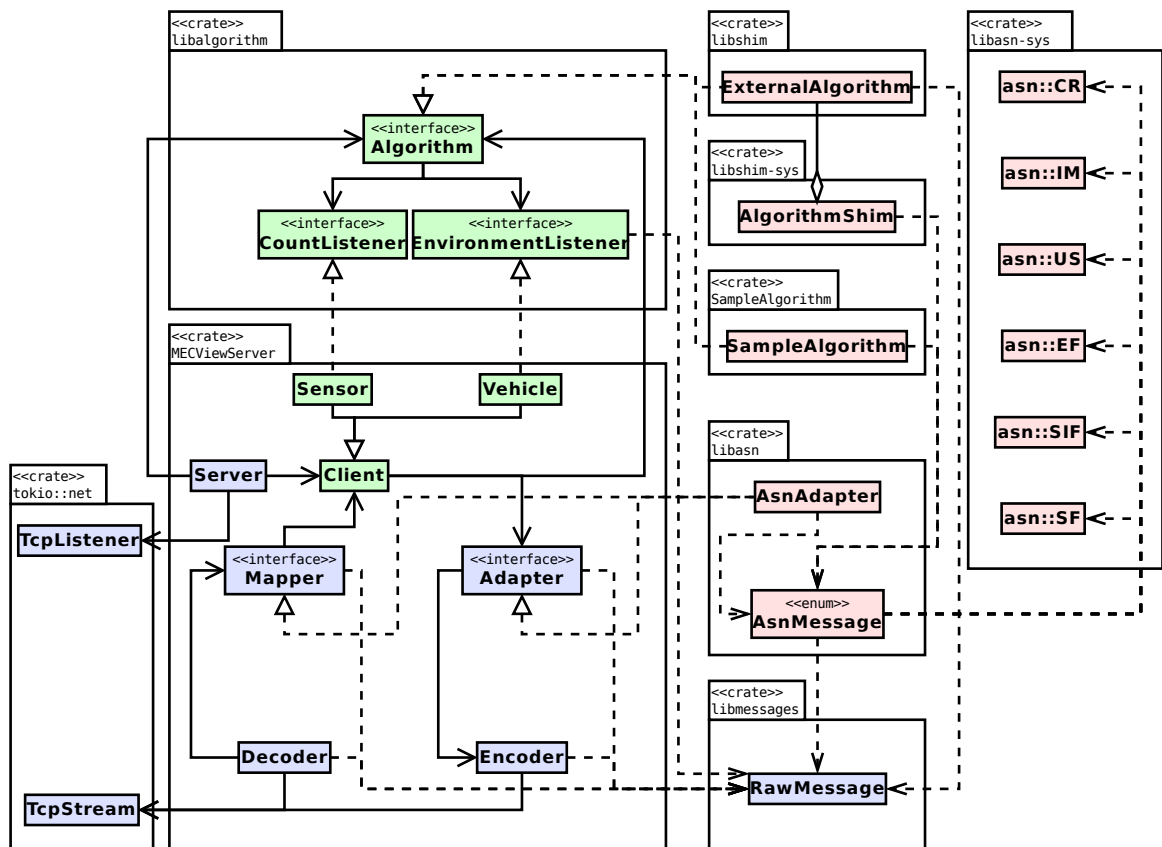 <<crate>>
libalgorithm
<<interface>>
Algorithm
<<interface>>
CountListener
<<interface>>
EnvironmentListener
<<crate>>
MECViewServer
Sensor
Vehicle
Server
Client
<<interface>>
Mapper
<<interface>>
Adapter
Decoder
Encoder
<<crate>>
tokio::net
TcpListener
TcpStream
<<crate>>
libshim
ExternalAlgorithm
<<crate>>
libshim-sys
AlgorithmShim
<<crate>>
SampleAlgorithm
SampleAlgorithm
<<crate>>
libasn
AsnAdapter
<<enum>>
AsnMessage
<<crate>>
libmessages
RawMessage
<<crate>>
libasn-sys
asn::CR
asn::IM
asn::US
asn::EF
asn::SIF
asn::SF